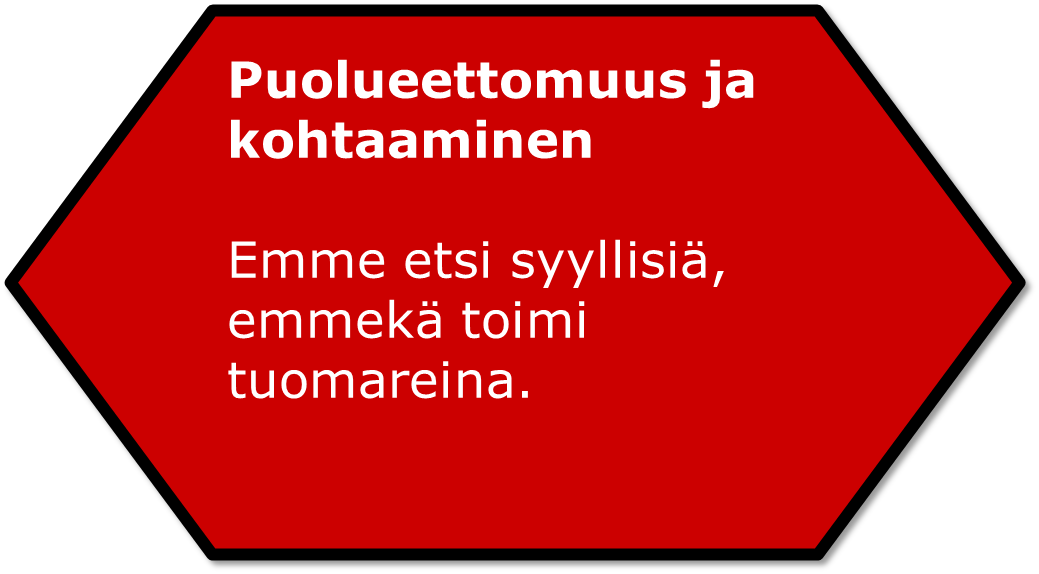 Puolueettomuus ja
kohtaaminen
Emme etsi syyllisiä,
emmekä toimi
tuomareina.